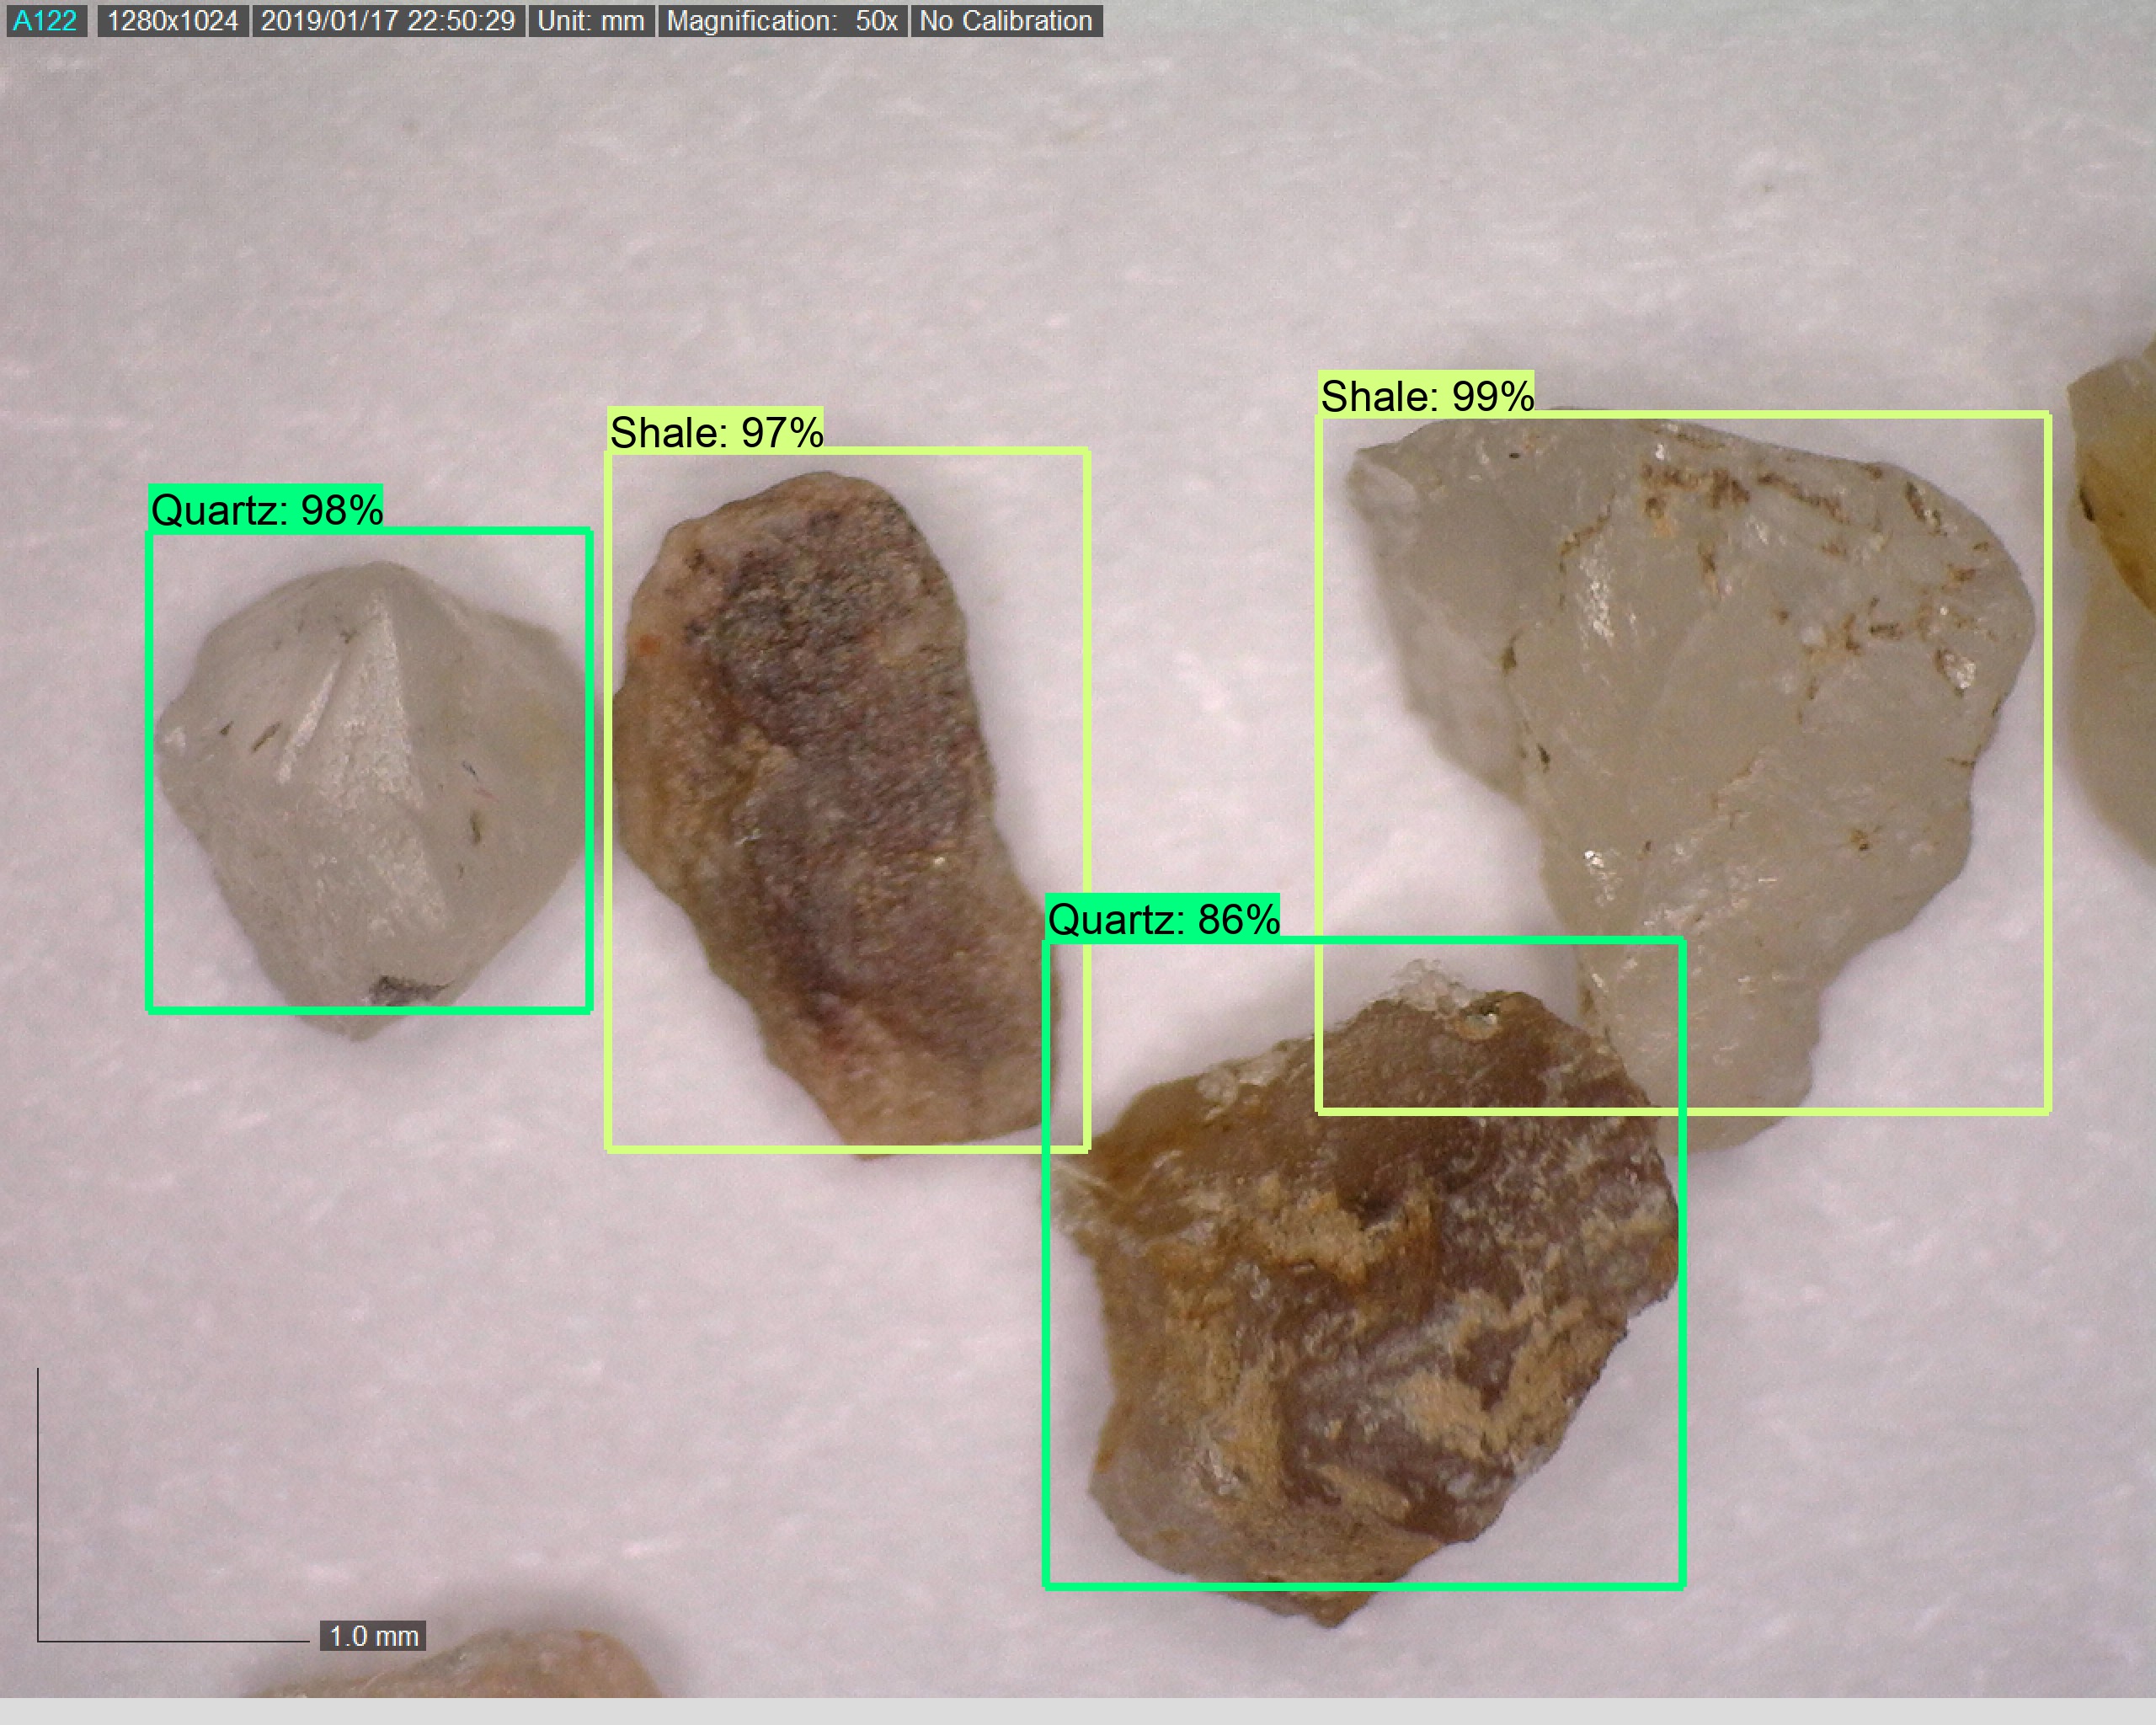 A122 1280x1024 2019/01/17 22:50:29 Unit: mm Magnification: 50x No Calibration
Shale: 99%
Shale: 97%
Quartz: 98%
Quartz: 86%
1.0 mm